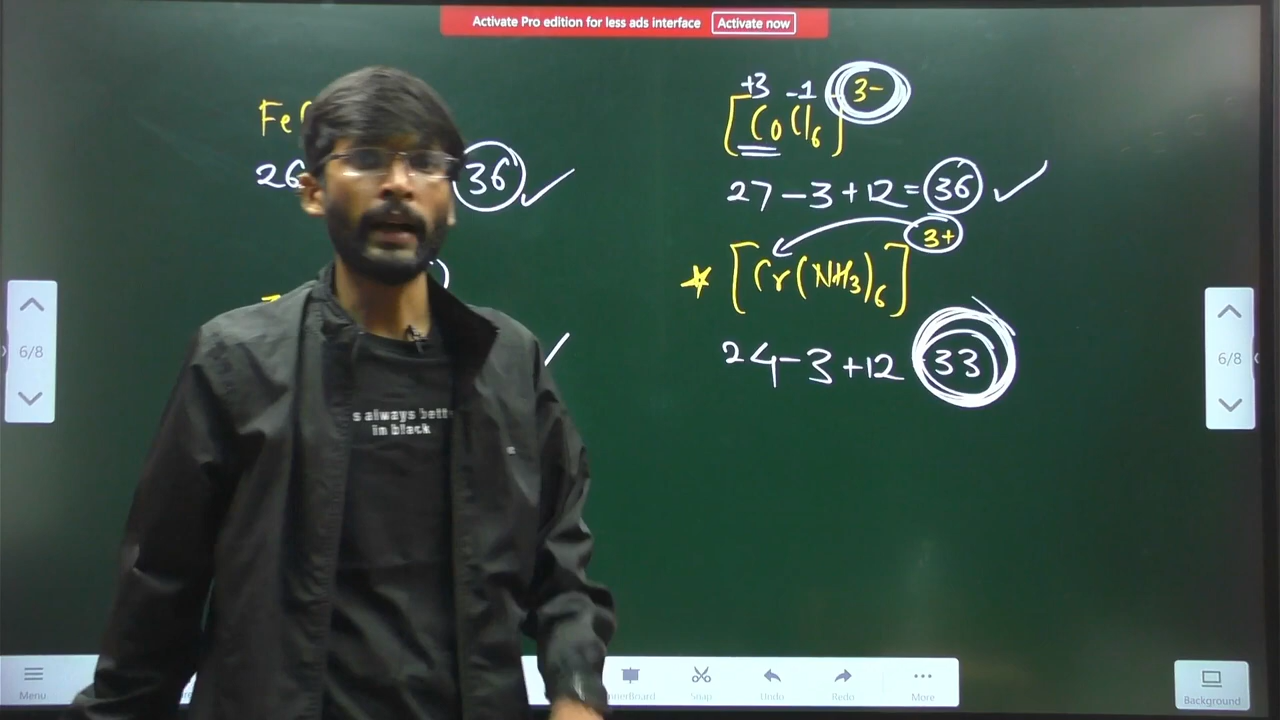 Activate Pro edition for less ads interface Activate now
Fe
26 36 ✓
+3 -1
[CoCl6]3-
27-3+12=36 ✓
* [Cr(NH3)6]3+
24-3+12 33
6/8
6/8
s always bett
in black
Menu
Snap
Undo
Redo
More
Background